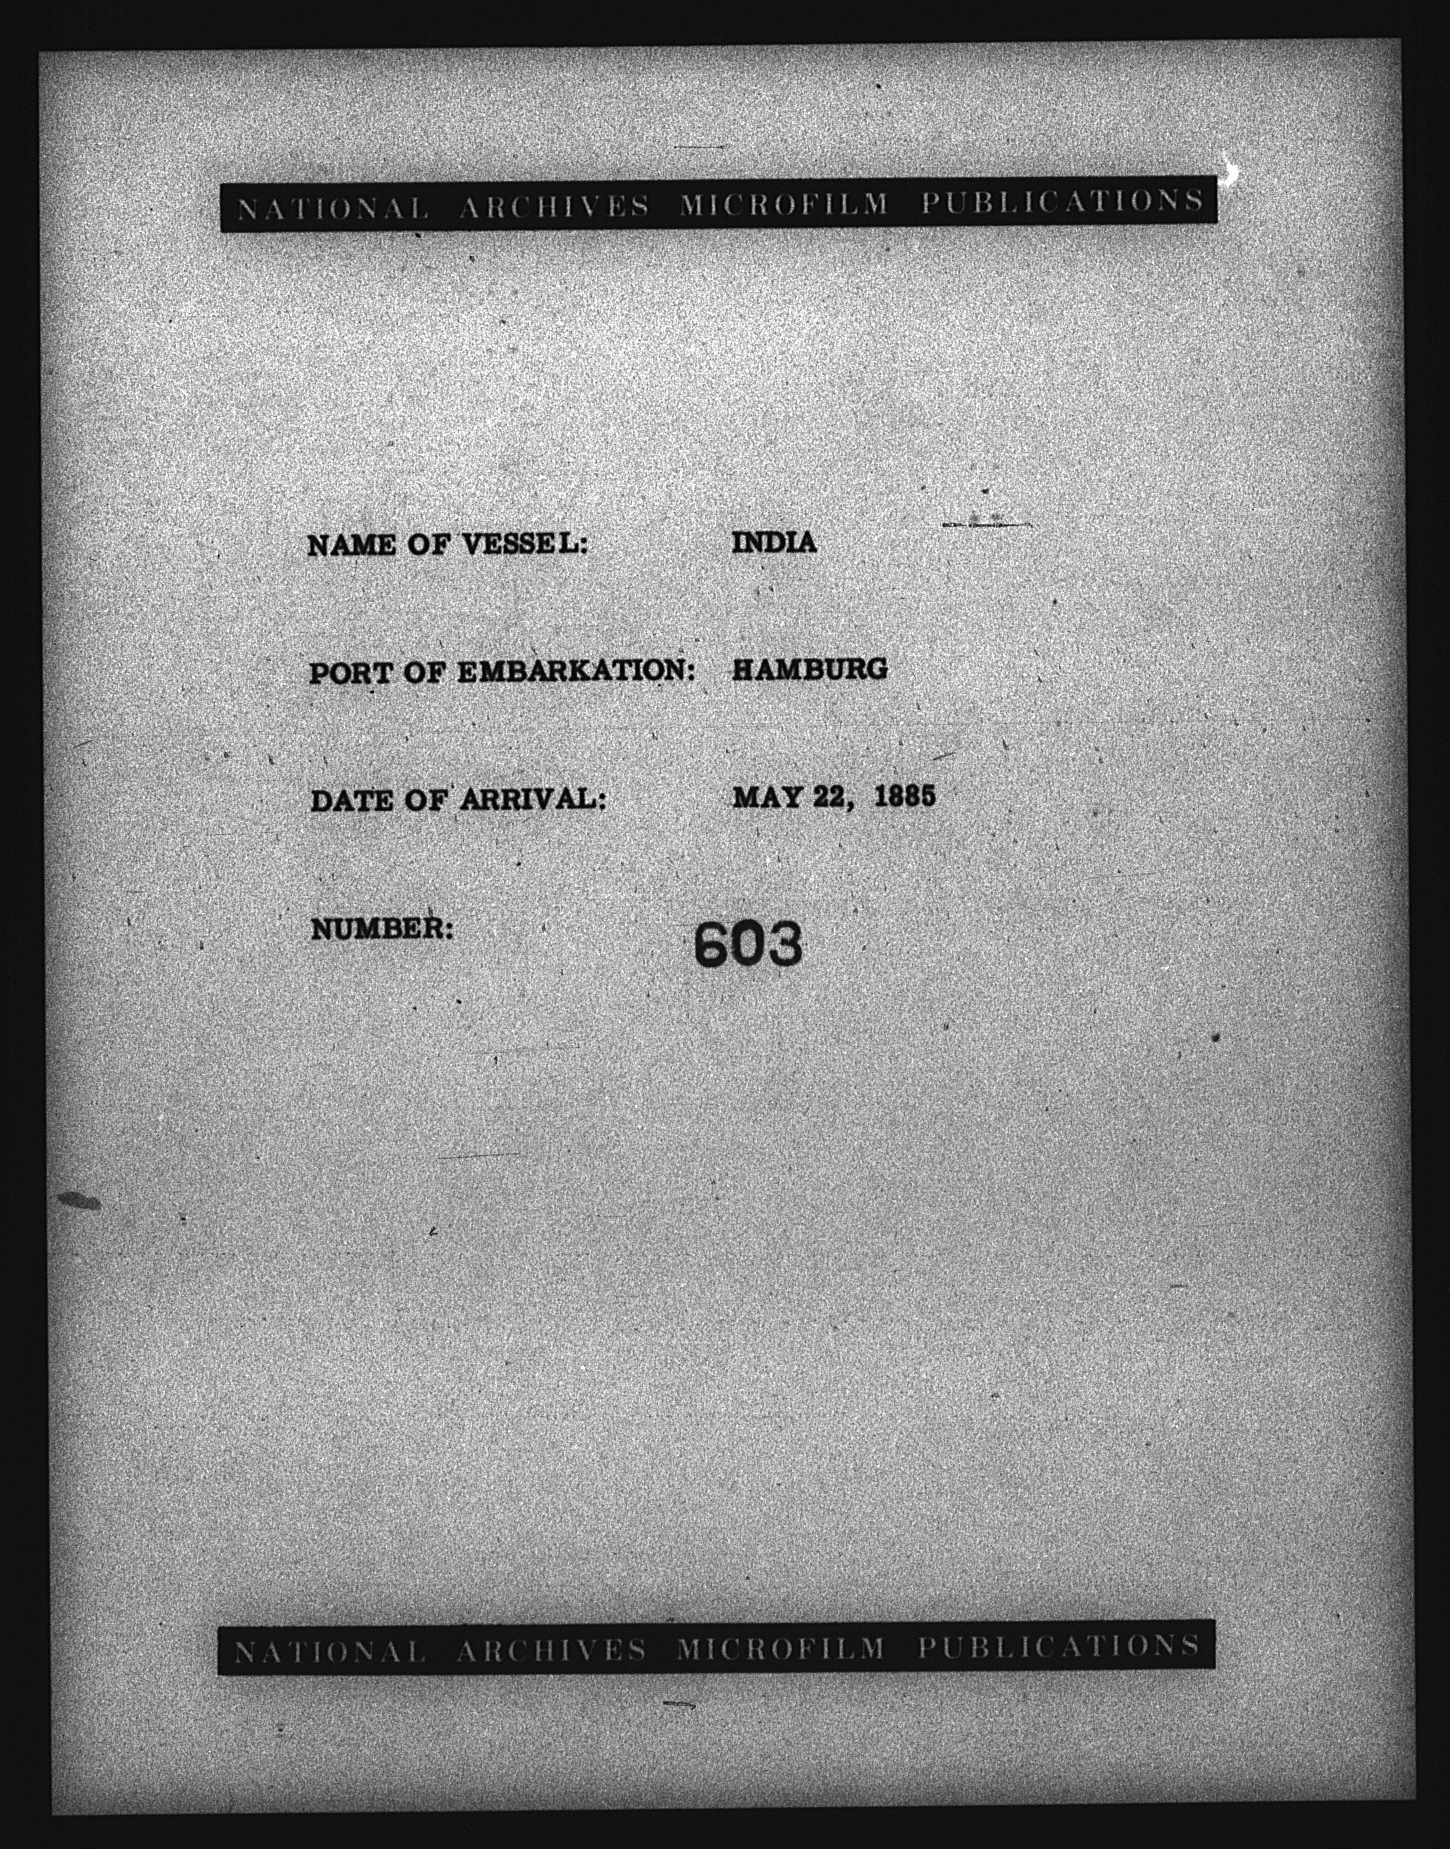 NATIONAL ARCHIVES MICROFILM PUBLICATIONS
NAME OF VESSEL: INDIA
PORT OF EMBARKATION: HAMBURG
DATE OF ARRIVAL: MAY 22, 1885
NUMBER: 603
NATIONAL ARCHIVES MICROFILM PUBLICATIONS